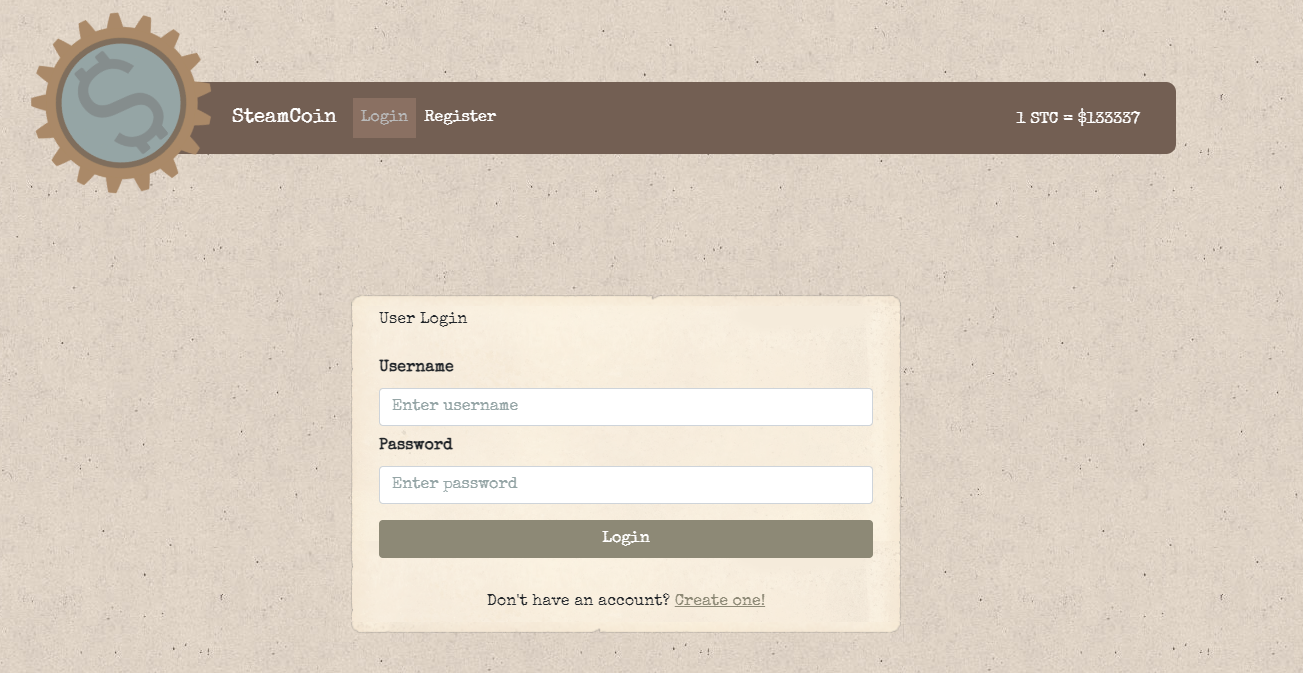 SteamCoin Login Register 1 STC = $133337
User Login
Username
Enter username
Password
Enter password
Login
Don't have an account? Create one!